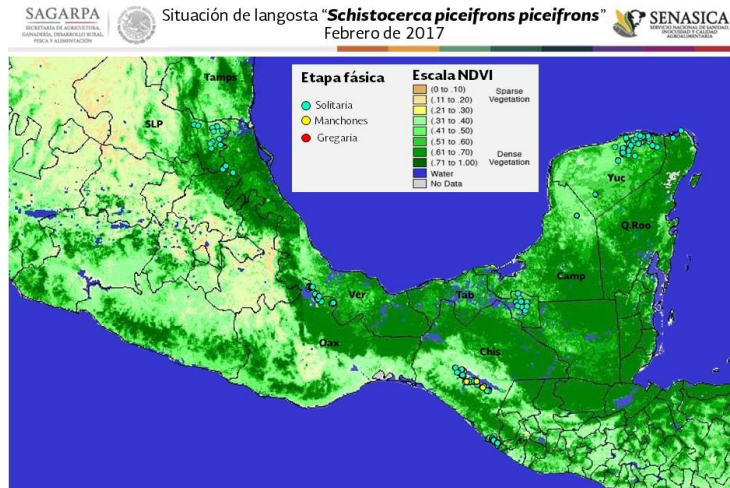 SAGARPA
SECRETARÍA DE AGRICULTURA,
GANADERÍA, DESARROLLO RURAL,
PESCA Y ALIMENTACIÓN
Situación de langosta “Schistocerca piceifrons piceifrons”
Febrero de 2017
SENASICA
SERVICIO NACIONAL DE SANIDAD,
INOCUIDAD Y CALIDAD
AGROALIMENTARIA
Etapa fásica
Solitaria
Manchones
Gregaria
Escala NDVI
(0 to .10)
(.11 to .20)
(.21 to .30)
(.31 to .40)
(.41 to .50)
(.51 to .60)
(.61 to .70)
(.71 to 1.00)
Water
No Data
Sparse
Vegetation
Dense
Vegetation
Tamps
SLP
Yuc
Q.Roo
Camp
Ver
Tab
Oax
Chis